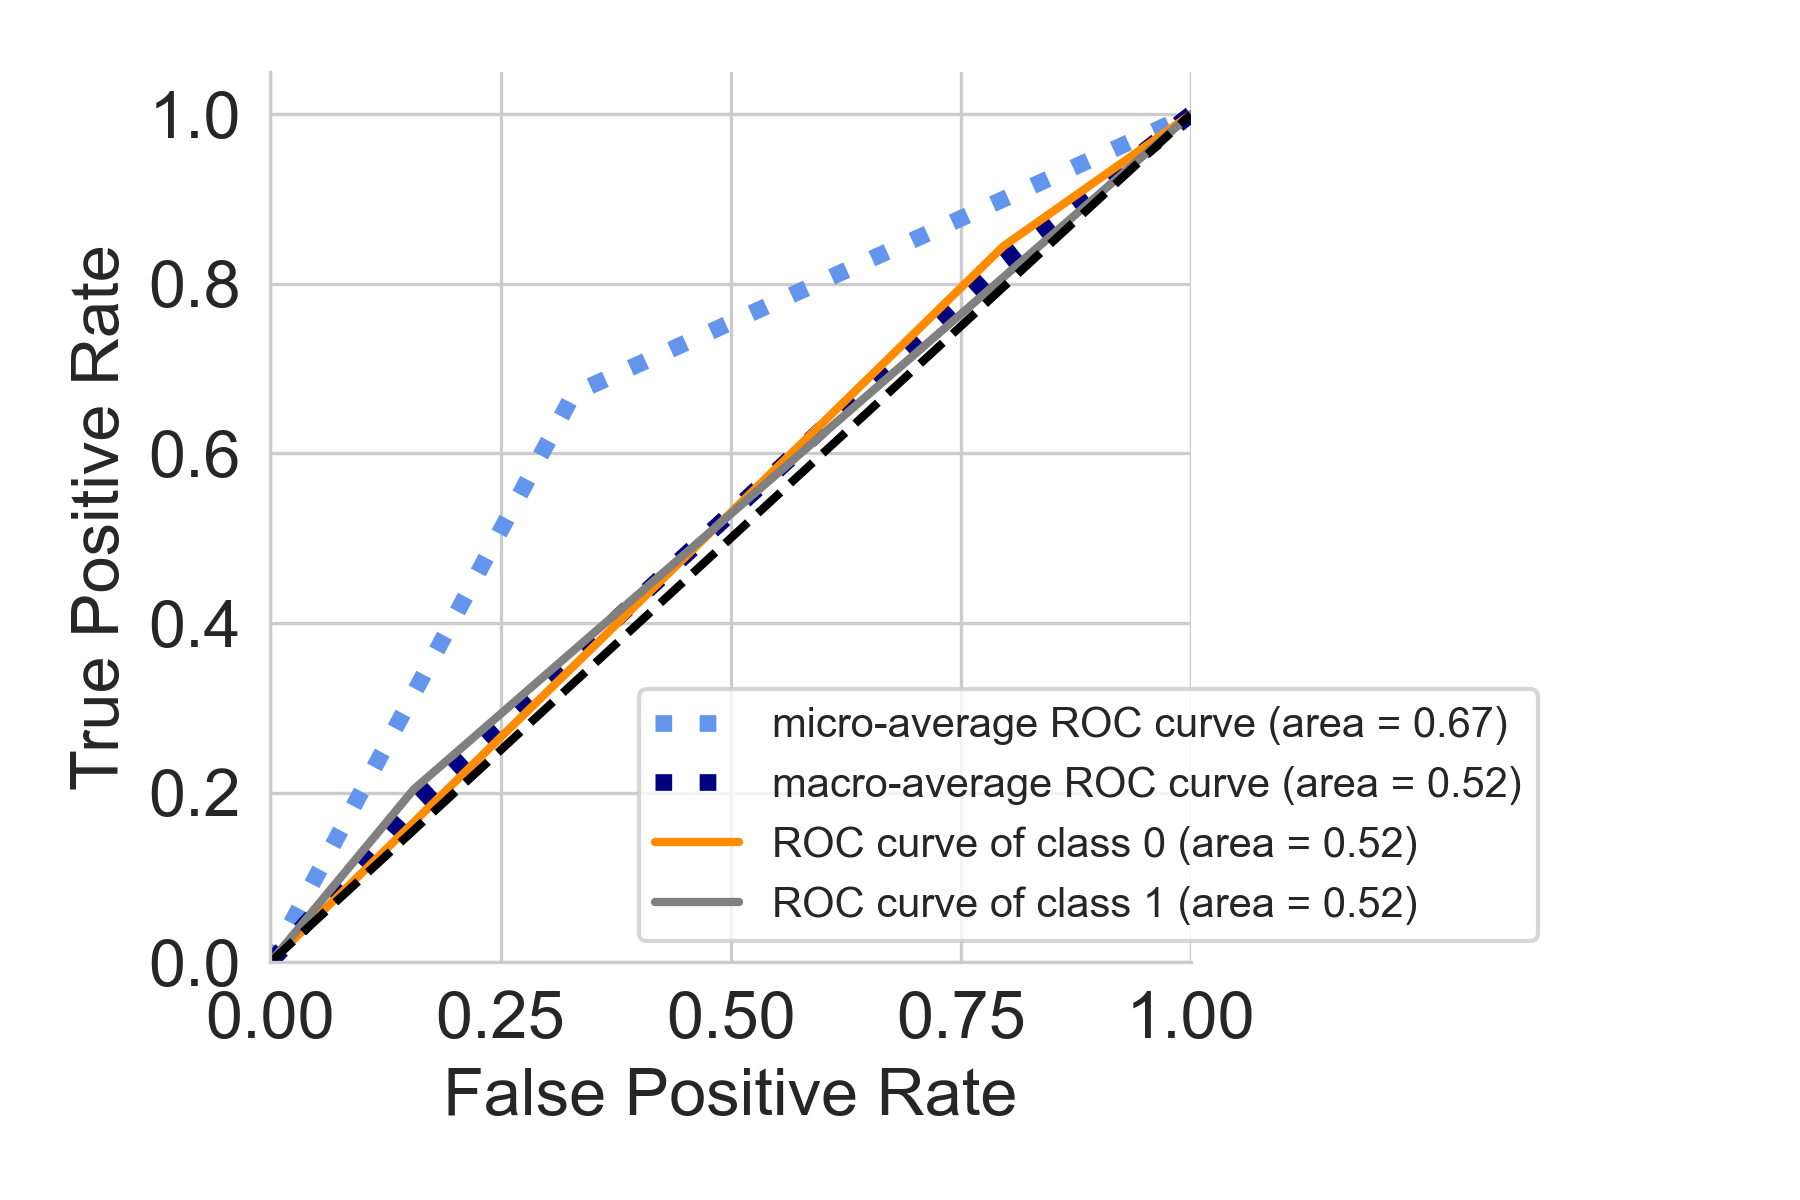 True Positive Rate
1.0
0.8
0.6
0.4
0.2
0.0
micro-average ROC curve (area = 0.67)
macro-average ROC curve (area = 0.52)
ROC curve of class 0 (area = 0.52)
ROC curve of class 1 (area = 0.52)
0.00 0.25 0.50 0.75 1.00
False Positive Rate